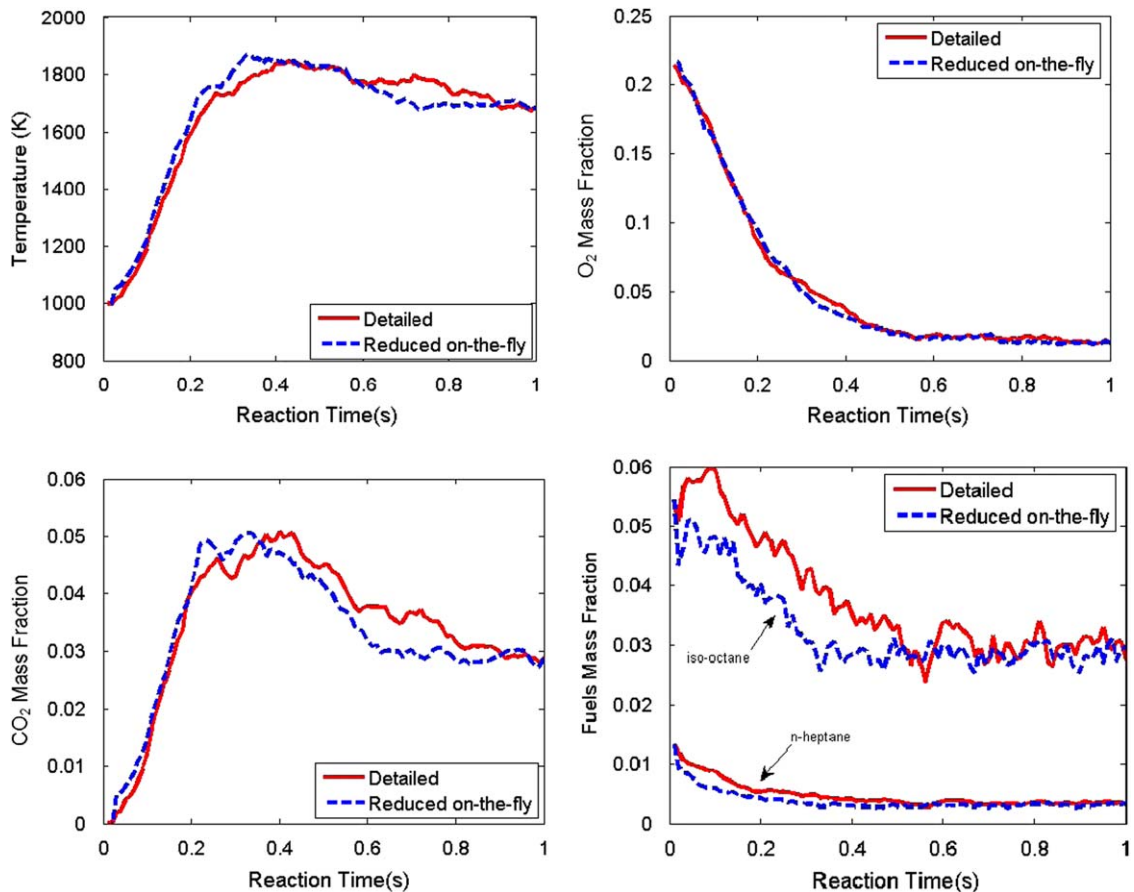 2000
1800
1600
1400
1200
1000
800
Temperature (K)
Detailed
Reduced on-the-fly
0 0.2 0.4 0.6 0.8 1
Reaction Time(s)
0.25
0.2
0.15
0.1
0.05
0
O2 Mass Fraction
Detailed
Reduced on-the-fly
0 0.2 0.4 0.6 0.8 1
Reaction Time(s)
0.06
0.05
0.04
0.03
0.02
0.01
0
CO2 Mass Fraction
Detailed
Reduced on-the-fly
0 0.2 0.4 0.6 0.8 1
Reaction Time(s)
0.06
0.05
0.04
0.03
0.02
0.01
0
Fuels Mass Fraction
Detailed
Reduced on-the-fly
iso-octane
n-heptane
0 0.2 0.4 0.6 0.8 1
Reaction Time(s)